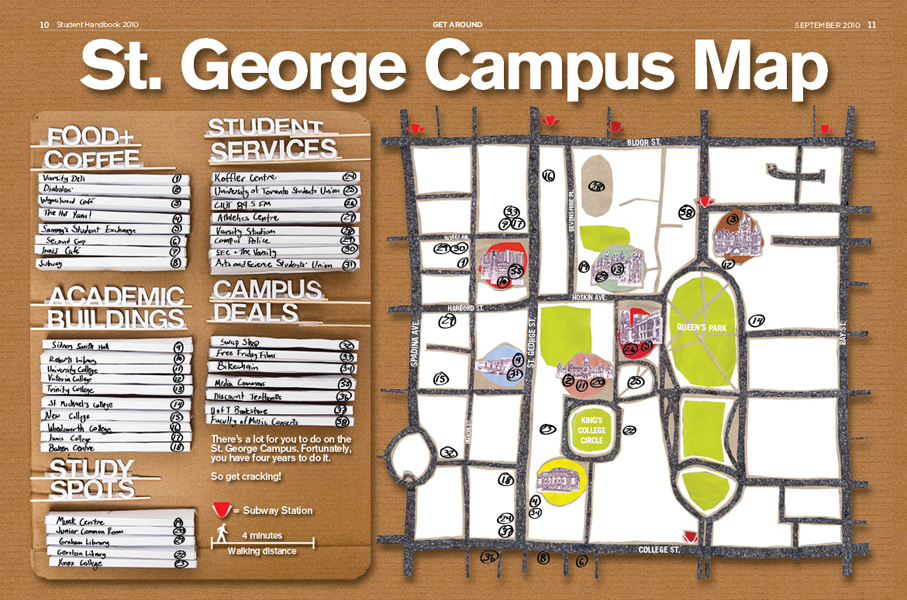 10 Student Handbook 2010
GET AROUND
SEPTEMBER 2010 11
St. George Campus Map
FOOD+
COFFEE
Varsity Deli 1
Diabolos' 2
Wymilwood Café 3
The Hot Yam! 4
Sammy's Student Exchange 5
Second Cup 6
Innis Café 7
Subway 8
ACADEMIC
BUILDINGS
Sidney Smith Hall 9
Robarts Library 10
University College 11
Victoria College 12
Trinity College 13
St Michael's College 14
New College 15
Woodsworth College 16
Innis College 17
Bahen Centre 18
STUDY
SPOTS
Munk Centre 19
Junior Common Room 20
Graham Library 21
Gerstein Library 22
Knox College 23
STUDENT
SERVICES
Koffler Centre 24
University of Toronto Students' Union 25
CIUT 89.5 FM 26
Athletics Centre 27
Varsity Stadium 28
Campus Police 29
SEC + The Varsity 30
Arts and Science Students' Union 31
CAMPUS
DEALS
Swap Shop 32
Free Friday Films 33
Bikechain 34
Media Commons 35
Discount Textbooks 36
U of T Bookstore 37
Faculty of Music Concerts 38
There's a lot for you to do on the
St. George Campus. Fortunately,
you have four years to do it.
So get cracking!
= Subway Station
4 minutes
Walking distance
BLOOR ST.
DEVONSHIRE PL.
HOSKIN AVE.
HARBORD ST.
SPADINA AVE.
ST. GEORGE ST.
HURON ST.
QUEEN'S PARK
BAY ST.
KING'S
COLLEGE
CIRCLE
COLLEGE ST.
16
28
33
7 17
38
3
29 30
1
35
10
19
21 13
12
27
14
26 5
9
31
15
2 11 20
25
23
22
32
18
4
34
24
37
36
8
6